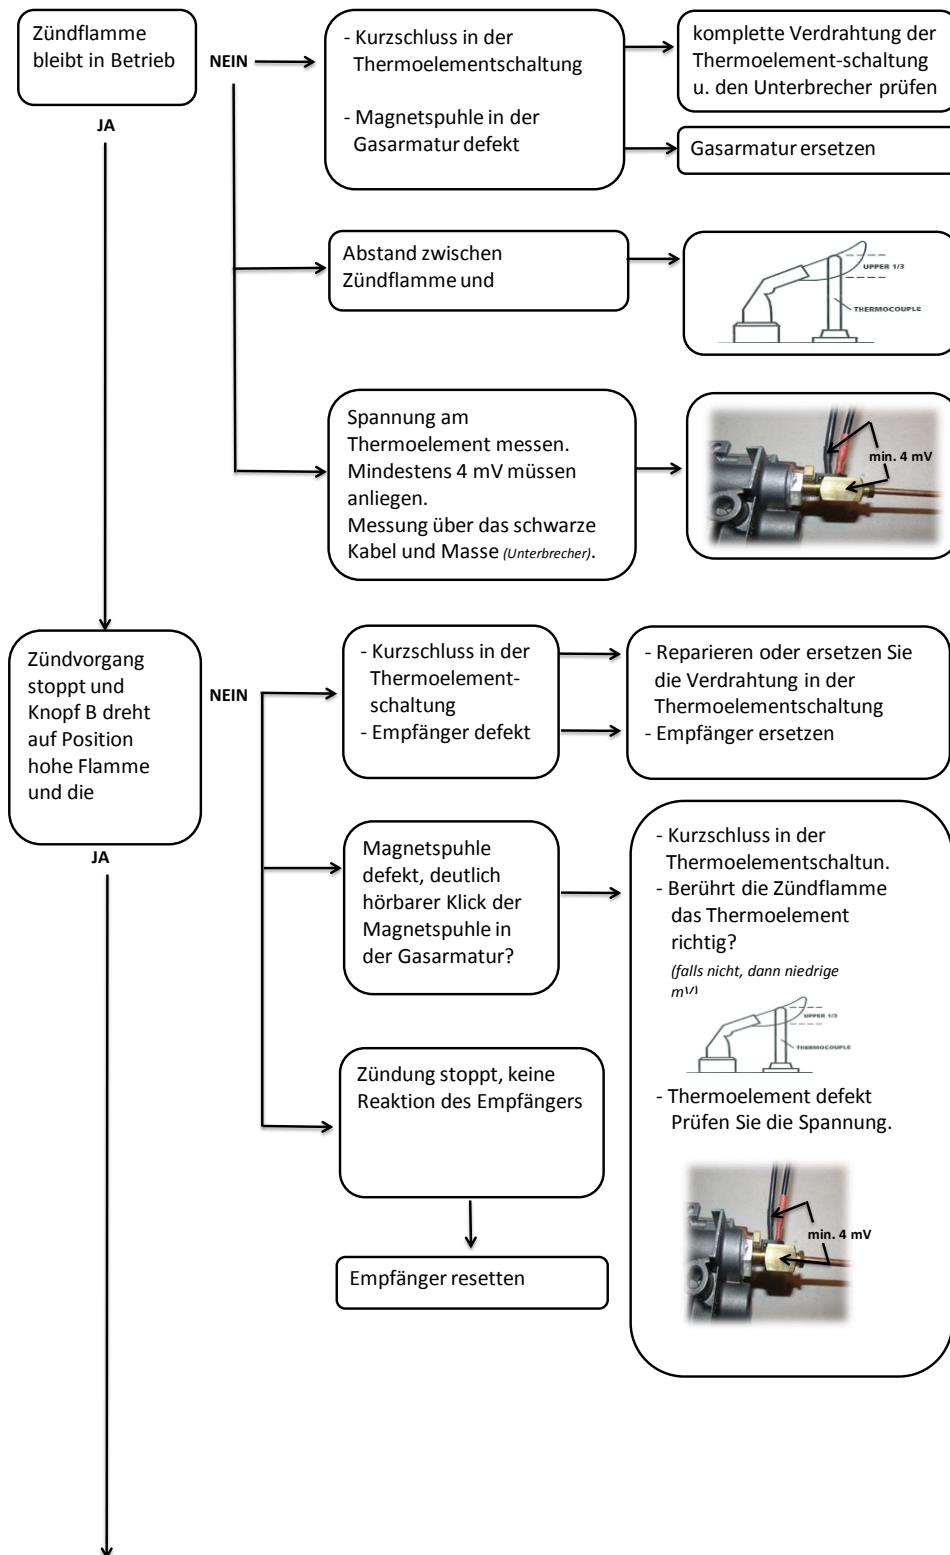 Zündflamme
bleibt in Betrieb
NEIN
- Kurzschluss in der
Thermoelementschaltung
- Magnetspuhle in der
Gasarmatur defekt
komplette Verdrahtung der
Thermoelement-schaltung
u. den Unterbrecher prüfen
Gasarmatur ersetzen
JA
Abstand zwischen
Zündflamme und
UPPER 1/3
THERMOCOUPLE
Spannung am
Thermoelement messen.
Mindestens 4 mV müssen
anliegen.
Messung über das schwarze
Kabel und Masse (Unterbrecher).
min. 4 mV
Zündvorgang
stoppt und
Knopf B dreht
auf Position
hohe Flamme
und die
NEIN
- Kurzschluss in der
Thermoelement-
schaltung
- Empfänger defekt
- Reparieren oder ersetzen Sie
die Verdrahtung in der
Thermoelementschaltung
- Empfänger ersetzen
JA
Magnetspuhle
defekt, deutlich
hörbarer Klick der
Magnetspuhle in
der Gasarmatur?
- Kurzschluss in der
Thermoelementschaltun.
- Berührt die Zündflamme
das Thermoelement
richtig?
(falls nicht, dann niedrige
mV)
UPPER 1/3
THERMOCOUPLE
- Thermoelement defekt
Prüfen Sie die Spannung.
min. 4 mV
Zündung stoppt, keine
Reaktion des Empfängers
Empfänger resetten